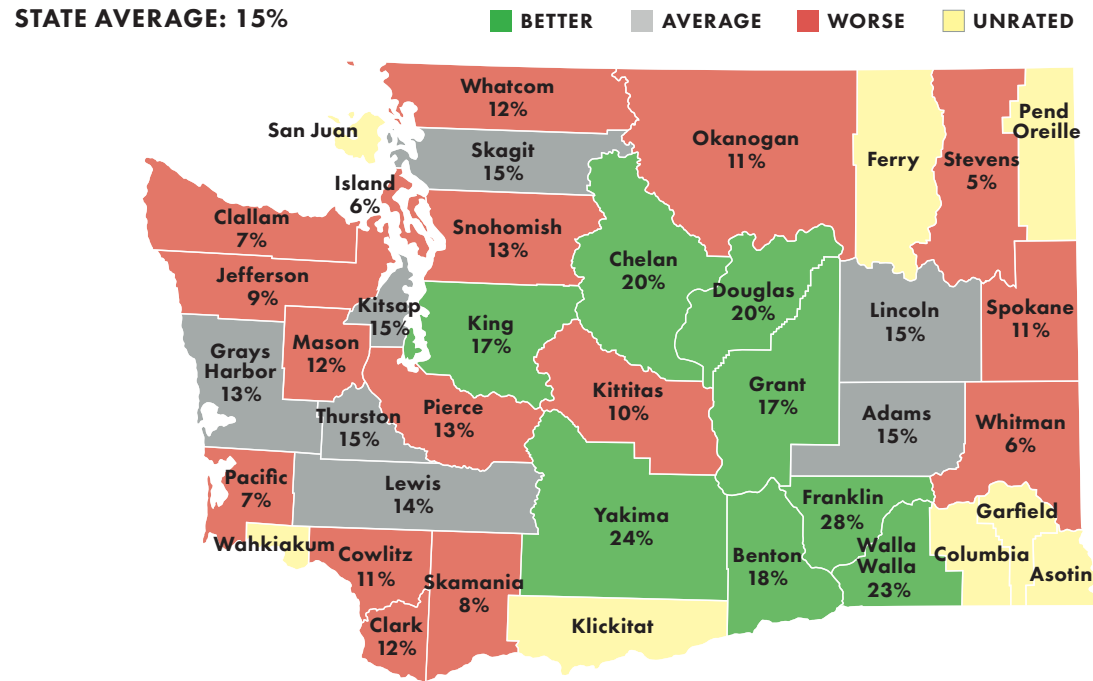 STATE AVERAGE: 15%
BETTER
AVERAGE
WORSE
UNRATED
Whatcom
12%
San Juan
Skagit
15%
Okanogan
11%
Ferry
Stevens
5%
Pend
Oreille
Island
6%
Clallam
7%
Snohomish
13%
Jefferson
9%
Chelan
20%
Douglas
20%
Kitsap
15%
King
17%
Lincoln
15%
Spokane
11%
Mason
12%
Grays
Harbor
13%
Thurston
15%
Pierce
13%
Kittitas
10%
Grant
17%
Adams
15%
Whitman
6%
Pacific
7%
Lewis
14%
Yakima
24%
Franklin
28%
Garfield
Wahkiakum
Cowlitz
11%
Skamania
8%
Benton
18%
Walla
Walla
23%
Columbia
Asotin
Clark
12%
Klickitat